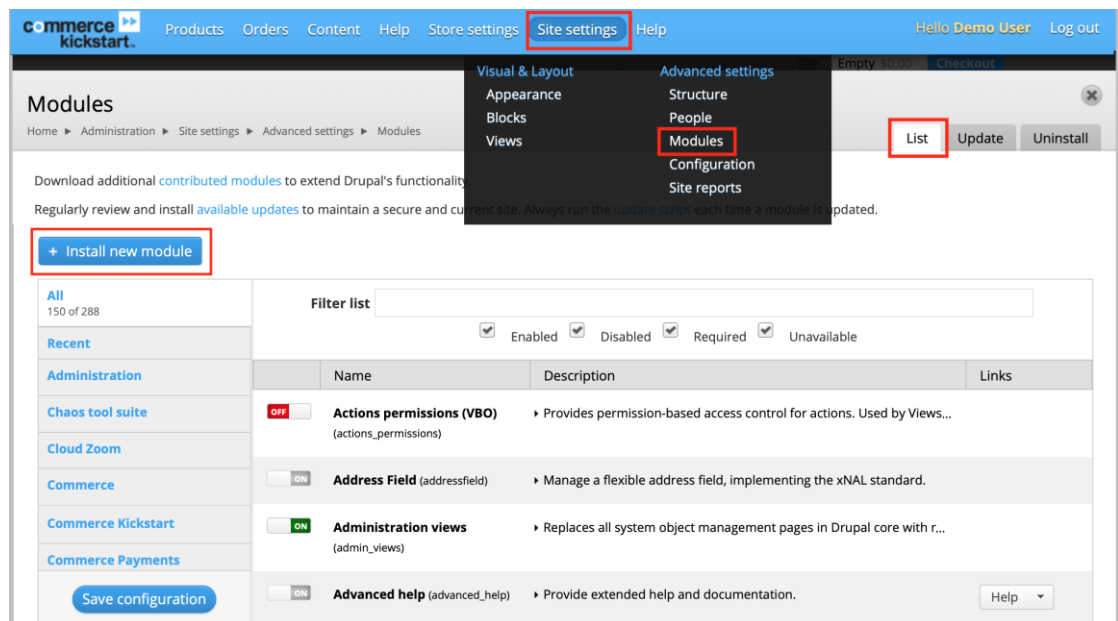 commerce kickstart. Products Orders Content Help Store settings Site settings Help Hello Demo User Log out
Empty $0.00 Checkout
Visual & Layout Advanced settings
Appearance Structure
Blocks People
Views Modules
Configuration
Site reports
Modules
Home ▶ Administration ▶ Site settings ▶ Advanced settings ▶ Modules
List Update Uninstall
Download additional contributed modules to extend Drupal's functionality.
Regularly review and install available updates to maintain a secure and current site. Always run the update script each time a module is updated.
+ Install new module
All
150 of 288
Recent
Administration
Chaos tool suite
Cloud Zoom
Commerce
Commerce Kickstart
Commerce Payments
Save configuration
Filter list
Enabled Disabled Required Unavailable
Name Description Links
OFF Actions permissions (VBO) Provides permission-based access control for actions. Used by Views...
(actions_permissions)
ON Address Field (addressfield) Manage a flexible address field, implementing the xNAL standard.
ON Administration views Replaces all system object management pages in Drupal core with r...
(admin_views)
ON Advanced help (advanced_help) Provide extended help and documentation. Help